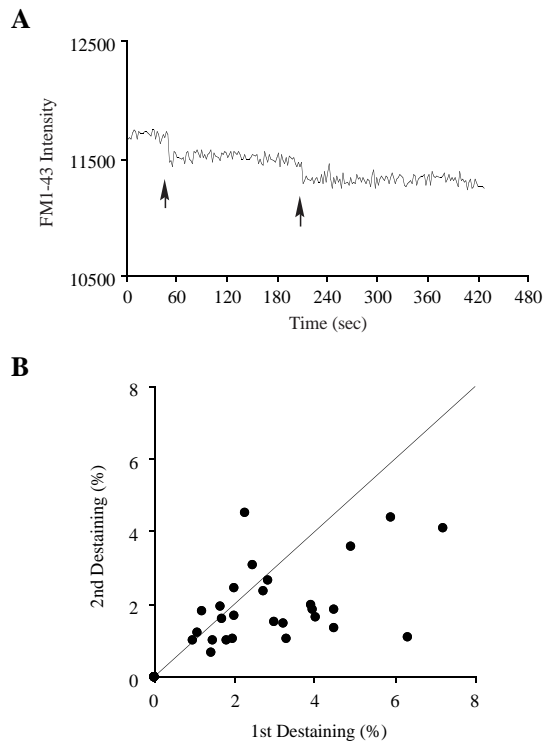 A
12500
11500
10500
FM1-43 Intensity
0 60 120 180 240 300 360 420 480
Time (sec)
B
8
6
4
2
0
2nd Destaining (%)
0 2 4 6 8
1st Destaining (%)